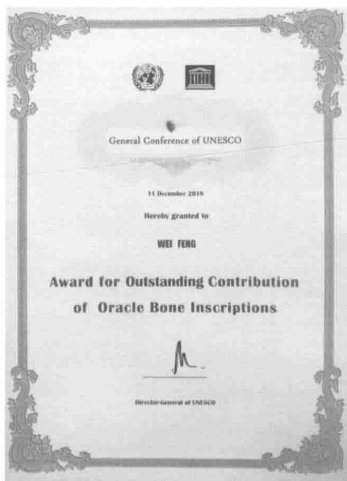 General Conference of UNESCO
11 December 2019
Hereby granted to
WEI FENG
Award for Outstanding Contribution
of Oracle Bone Inscriptions
Director-General of UNESCO